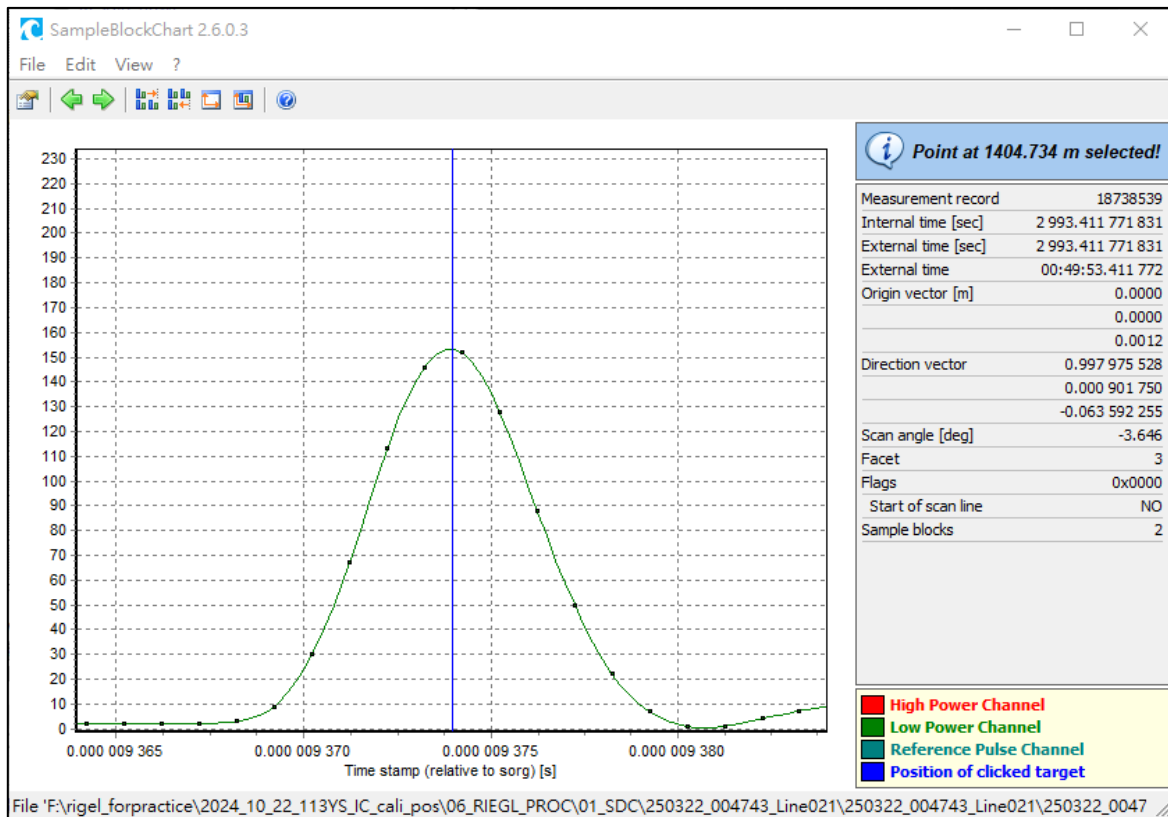 SampleBlockChart 2.6.0.3
File Edit View ?
Point at 1404.734 m selected!
230
220
210
200
190
180
170
160
150
140
130
120
110
100
90
80
70
60
50
40
30
20
10
0
0.000 009.365 0.000 009.370 0.000 009.375 0.000 009.380
Time stamp (relative to sorg) [s]
Measurement record 18738539
Internal time [sec] 2 993.411 771 831
External time [sec] 2 993.411 771 831
External time 00:49:53.411 772
Origin vector [m] 0.0000
0.0000
0.0012
Direction vector 0.997 975 528
0.000 901 750
-0.063 592 255
Scan angle [deg] -3.646
Facet 3
Flags 0x0000
Start of scan line NO
Sample blocks 2
High Power Channel
Low Power Channel
Reference Pulse Channel
Position of clicked target
File 'F:\rigel_forpractice\2024_10_22_113YS_IC_cali_pos\06_RIEGL_PROC\01_SDC\250322_004743_Line021\250322_004743_Line021\250322_0047